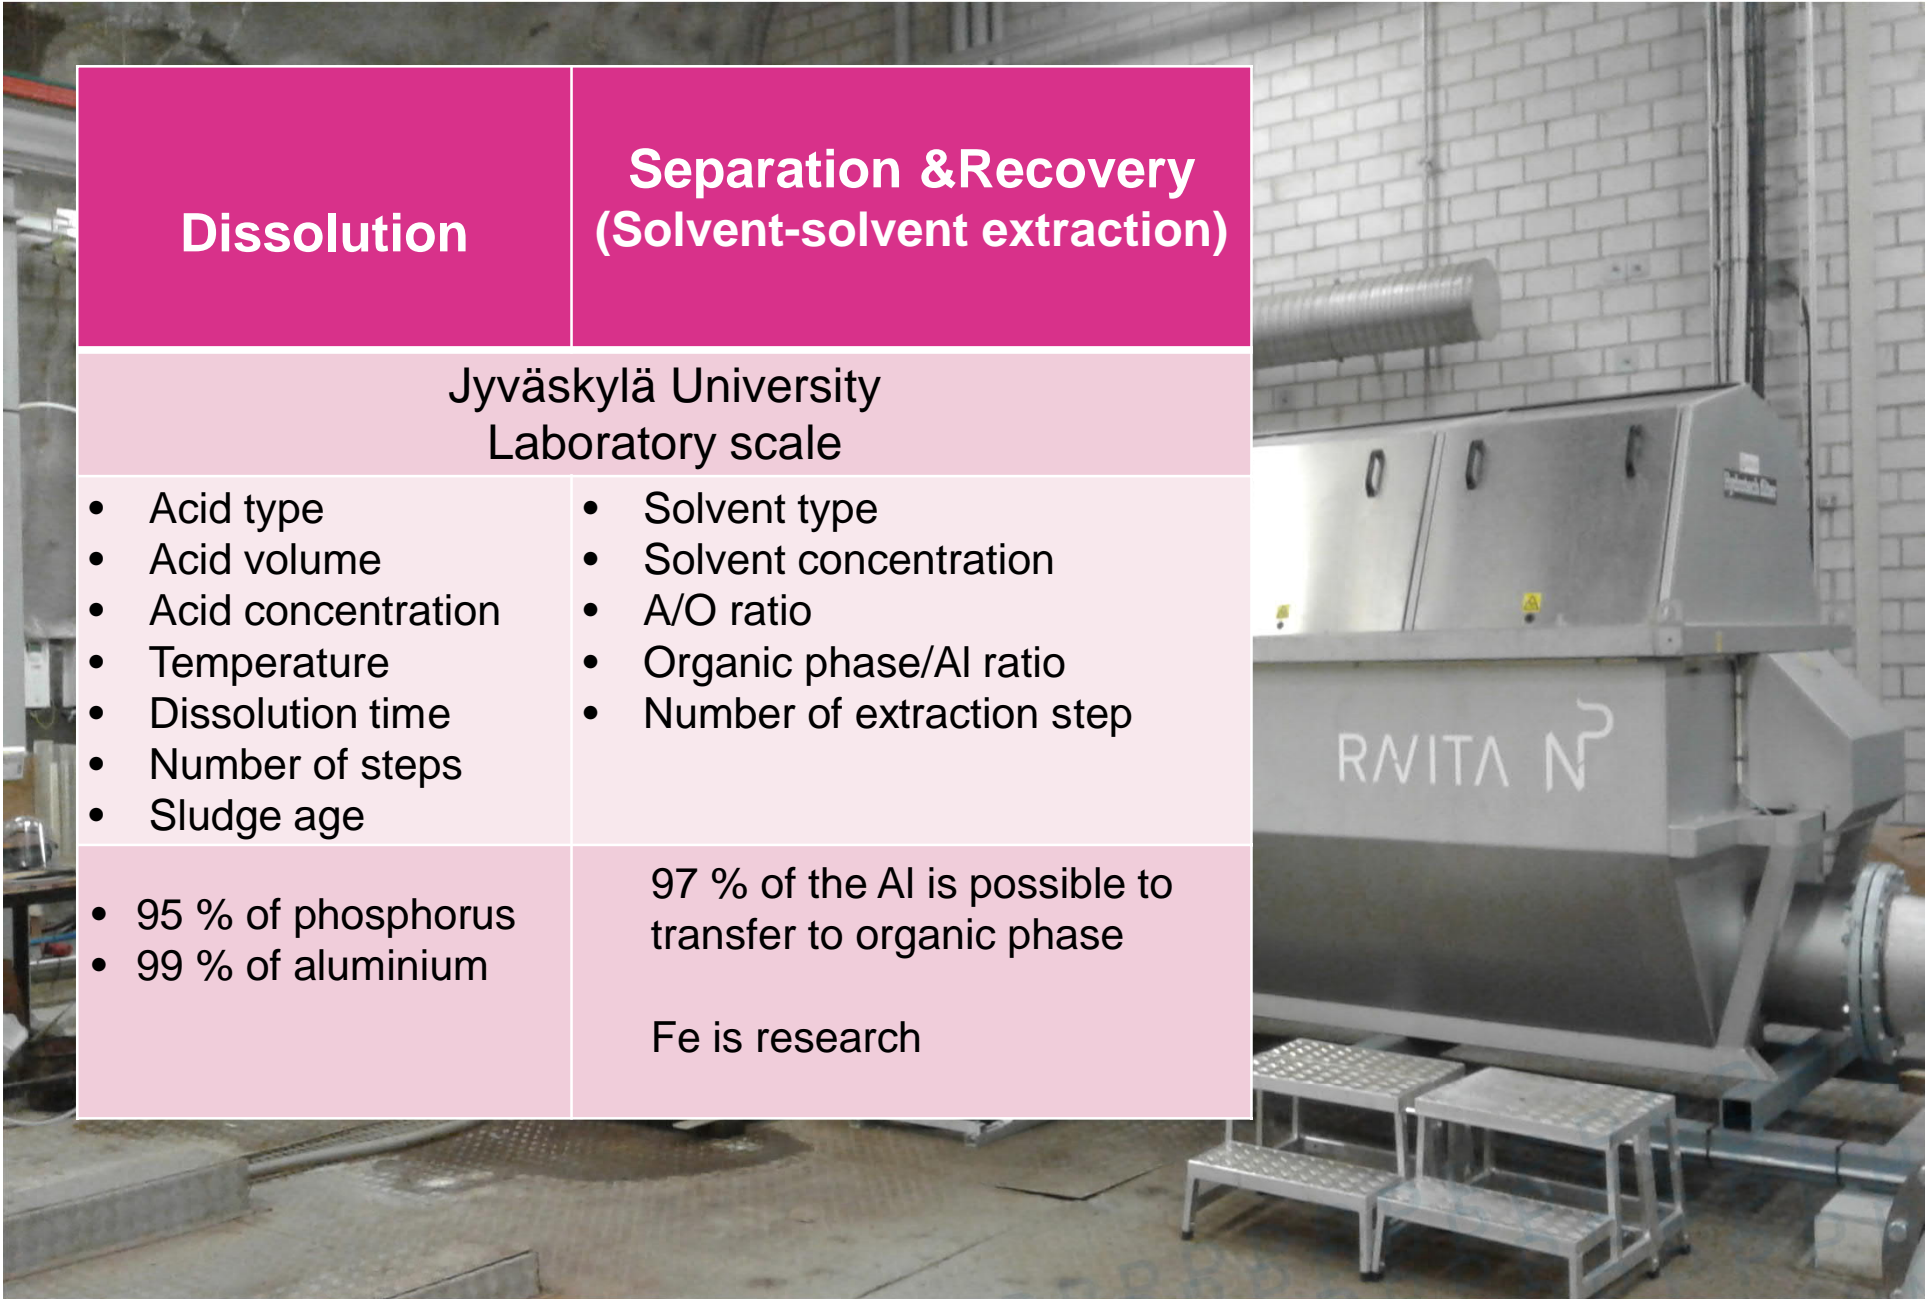 Dissolution
Separation &Recovery
(Solvent-solvent extraction)
Jyväskylä University
Laboratory scale
• Acid type
• Acid volume
• Acid concentration
• Temperature
• Dissolution time
• Number of steps
• Sludge age
• Solvent type
• Solvent concentration
• A/O ratio
• Organic phase/Al ratio
• Number of extraction step
• 95 % of phosphorus
• 99 % of aluminium
97 % of the Al is possible to
transfer to organic phase
Fe is research
RAVITA NP